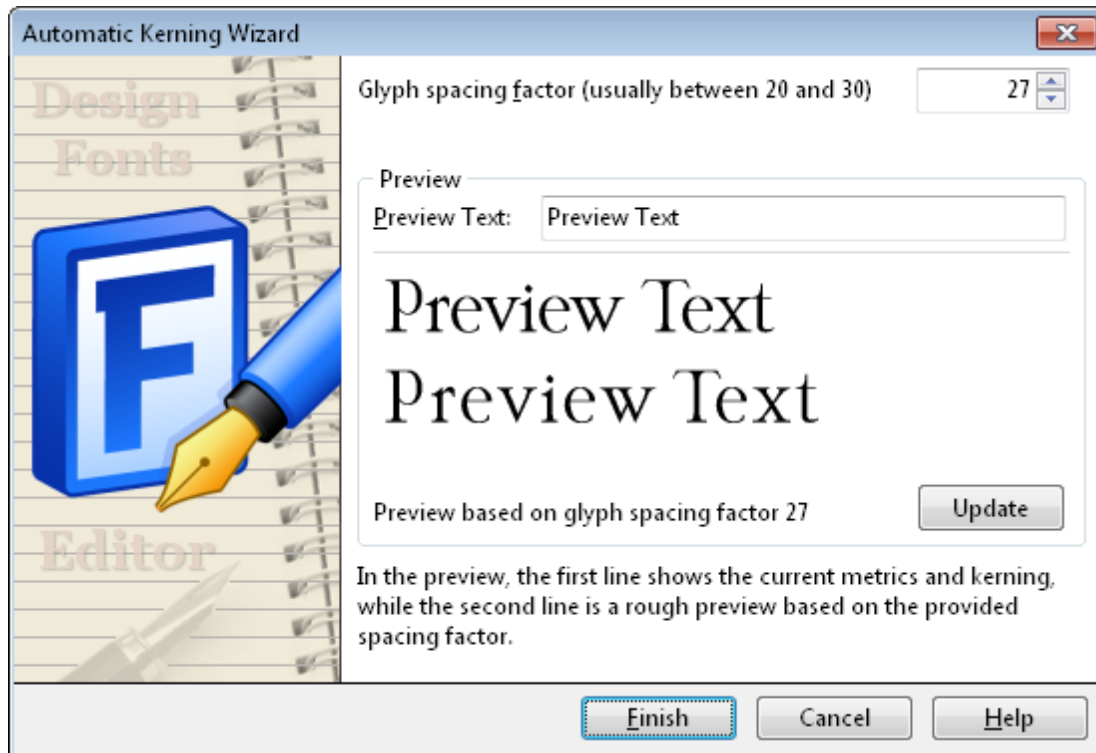 Automatic Kerning Wizard
Design
Fonts
F
Editor
Glyph spacing factor (usually between 20 and 30)
27
Preview
Preview Text:
Preview Text
Preview Text
Preview Text
Preview based on glyph spacing factor 27
Update
In the preview, the first line shows the current metrics and kerning,
while the second line is a rough preview based on the provided
spacing factor.
Finish
Cancel
Help